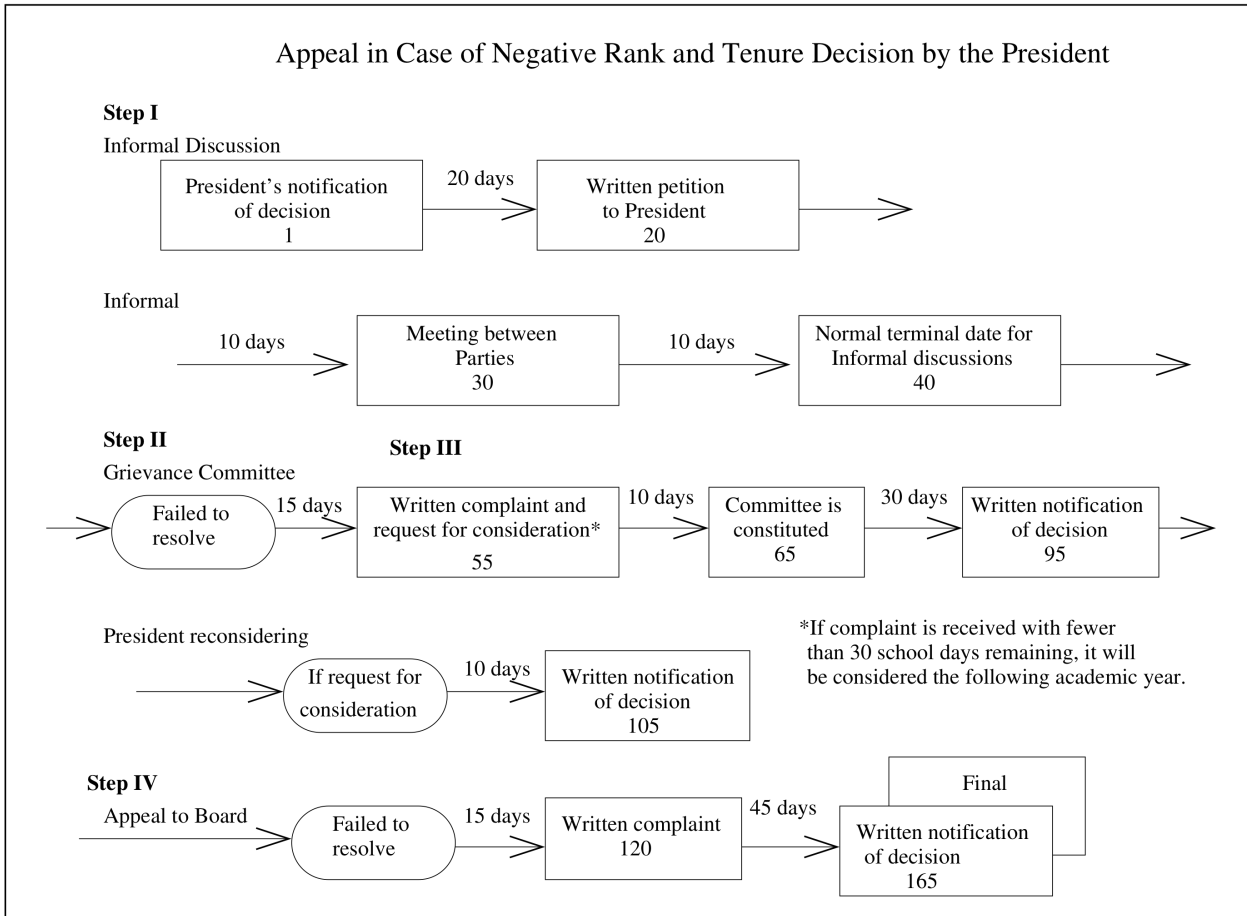 Appeal in Case of Negative Rank and Tenure Decision by the President
Step I
Informal Discussion
President's notification
of decision
1
20 days
Written petition
to President
20
Informal
10 days
Meeting between
Parties
30
10 days
Normal terminal date for
Informal discussions
40
Step II
Grievance Committee
Step III
Failed to
resolve
15 days
Written complaint and
request for consideration*
55
10 days
Committee is
constituted
65
30 days
Written notification
of decision
95
President reconsidering
If request for
consideration
10 days
Written notification
of decision
105
*If complaint is received with fewer
than 30 school days remaining, it will
be considered the following academic year.
Step IV
Appeal to Board
Failed to
resolve
15 days
Written complaint
120
45 days
Final
Written notification
of decision
165